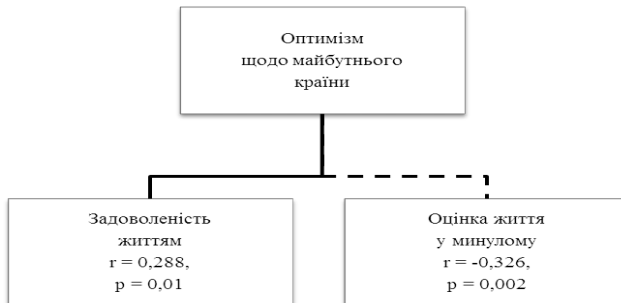 Оптимізм
щодо майбутнього
країни
Задоволеність
життям
r = 0,288,
p = 0,01
Оцінка життя
у минулому
r = -0,326,
p = 0,002